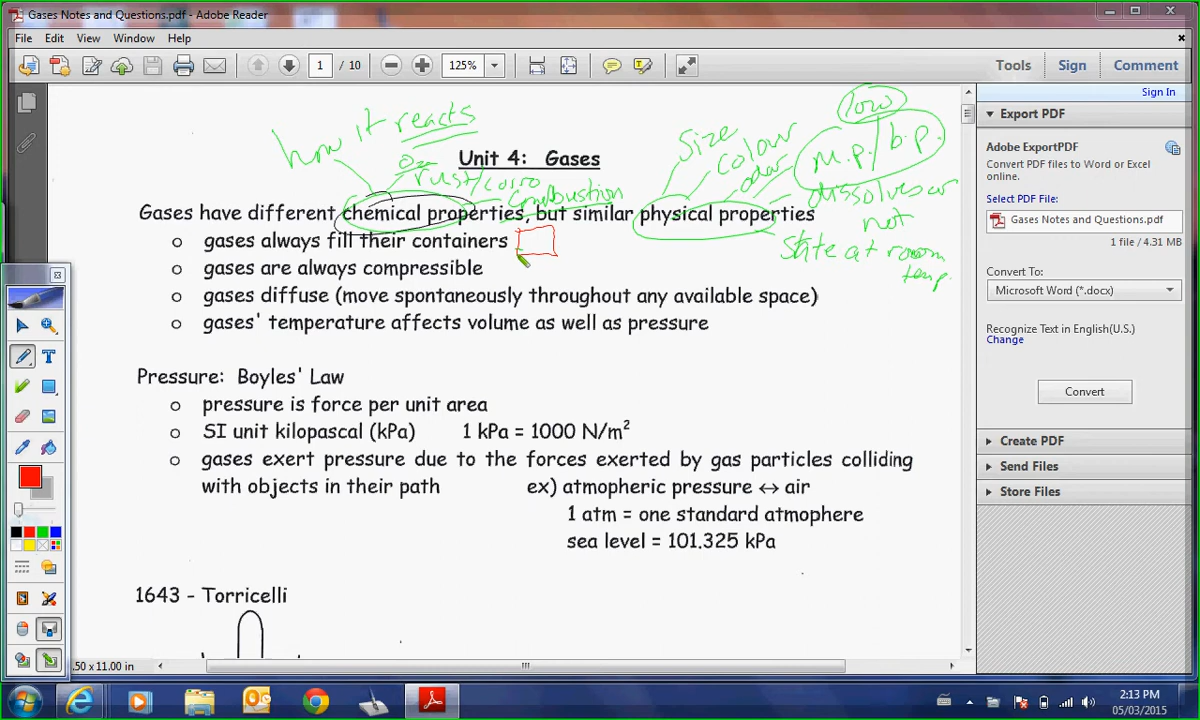 Gases Notes and Questions.pdf - Adobe Reader
File Edit View Window Help
1 / 10 125% Tools Sign Comment
Sign In
Export PDF
Adobe ExportPDF
Convert PDF files to Word or Excel online.
Select PDF File:
Gases Notes and Questions.pdf
1 file / 4.31 MB
Convert To:
Microsoft Word (*.docx)
Recognize Text in English(U.S.)
Change
Convert
Create PDF
Send Files
Store Files
how it reacts
rust/corro
Combustion
Size
Colour
odor
low
m.p./b.p.
dissolves or
not
State at room
temp.
Unit 4: Gases
Gases have different chemical properties, but similar physical properties
o gases always fill their containers
o gases are always compressible
o gases diffuse (move spontaneously throughout any available space)
o gases' temperature affects volume as well as pressure
Pressure: Boyles' Law
o pressure is force per unit area
o SI unit kilopascal (kPa) 1 kPa = 1000 N/m²
o gases exert pressure due to the forces exerted by gas particles colliding
with objects in their path ex) atmopheric pressure ↔ air
1 atm = one standard atmophere
sea level = 101.325 kPa
1643 - Torricelli
.50 x 11.00 in
2:13 PM
05/03/2015